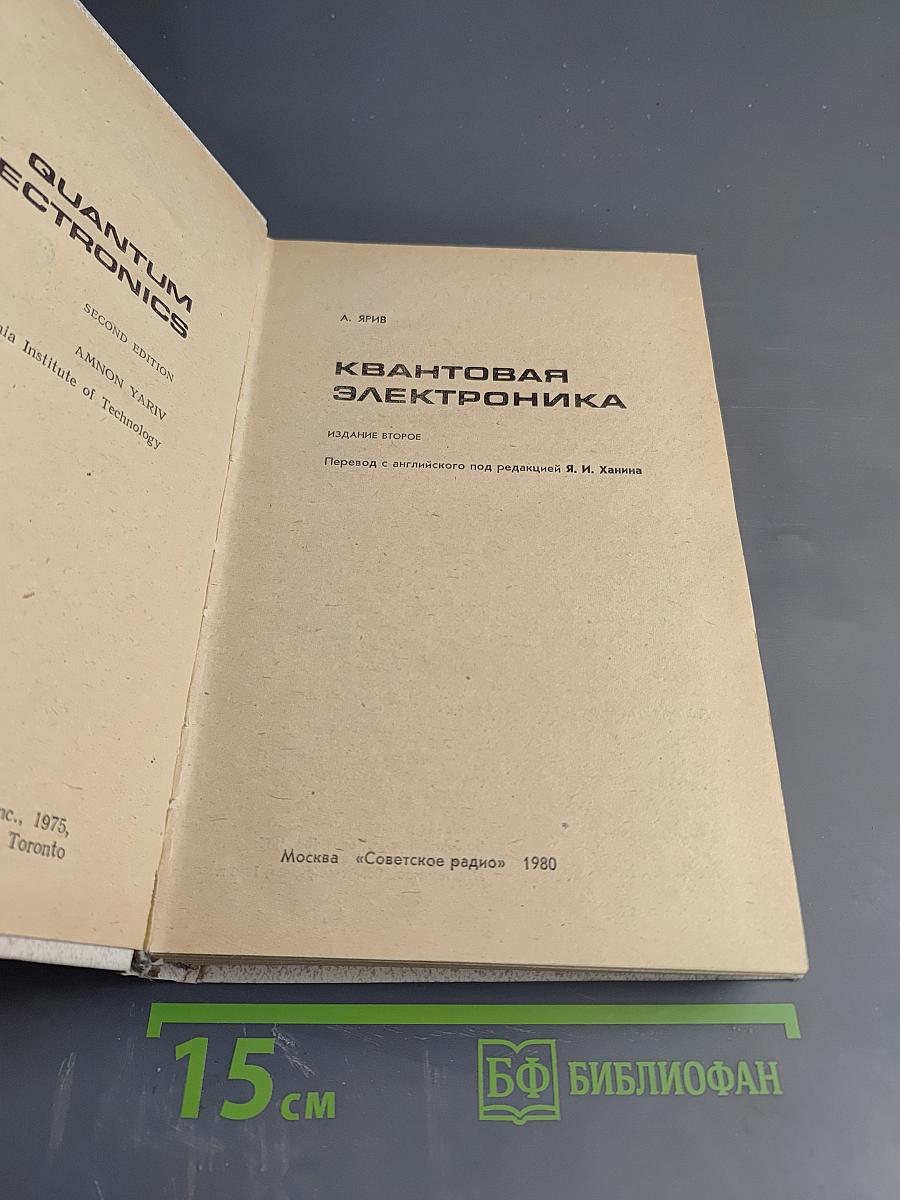 QUANTUM
ECTRONICS
SECOND EDITION
AMNON YARIV
nia Institute of Technology
nc., 1975,
Toronto
А. ЯРИВ
КВАНТОВАЯ
ЭЛЕКТРОНИКА
ИЗДАНИЕ ВТОРОЕ
Перевод с английского под редакцией Я. И. Ханина
Москва «Советское радио» 1980
15 см
БФ БИБЛИОФАН